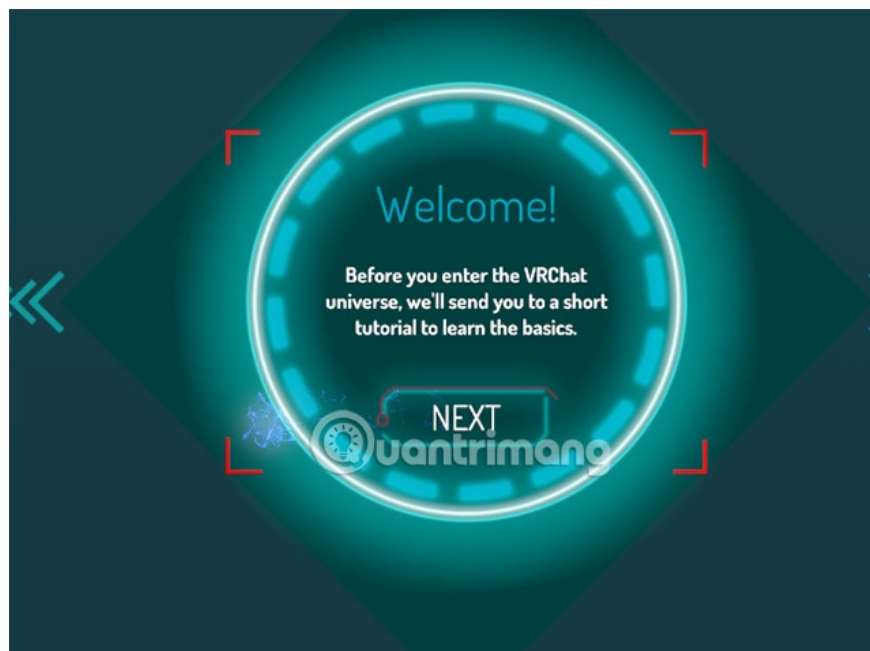 Welcome!
Before you enter the VRChat
universe, we'll send you to a short
tutorial to learn the basics.
NEXT
Quantrimang